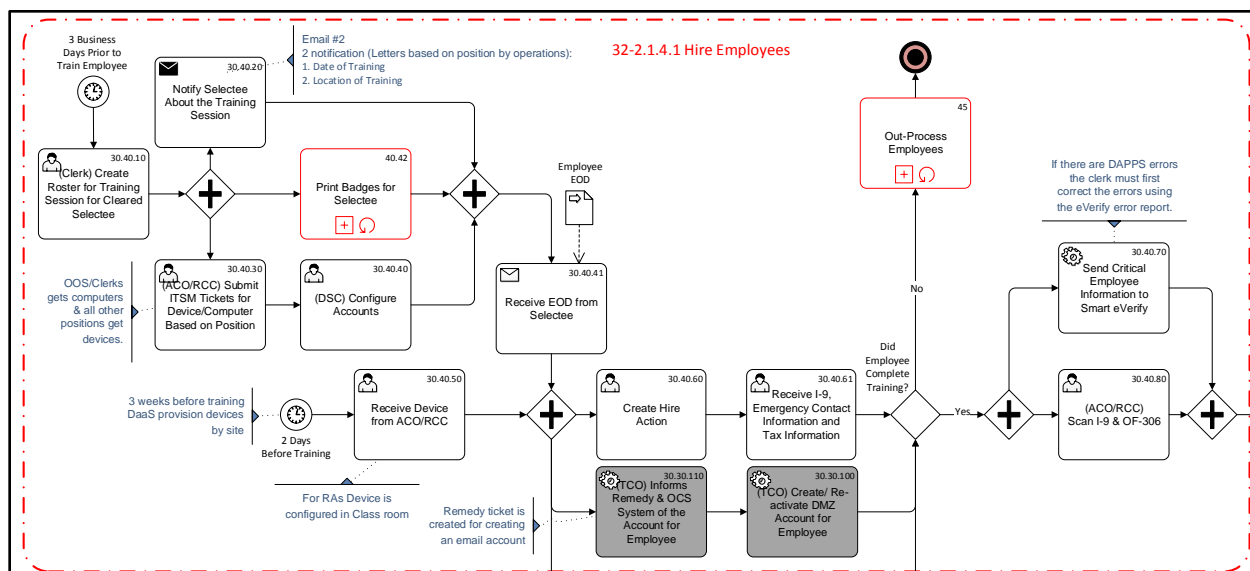 32-2.1.4.1 Hire Employees
3 Business
Days Prior to
Train Employee
Email #2
2 notification (Letters based on position by operations):
1. Date of Training
2. Location of Training
30.40.20
Notify Selectee
About the Training
Session
30.40.10
(Clerk) Create
Roster for Training
Session for Cleared
Selectee
40.42
Print Badges for
Selectee
Employee
EOD
45
Out-Process
Employees
If there are DAPPS errors
the clerk must first
correct the errors using
the eVerify error report.
OOS/Clerks
gets computers
& all other
positions get
devices.
30.40.30
(ACO/RCC) Submit
ITSM Tickets for
Device/Computer
Based on Position
30.40.40
(DSC) Configure
Accounts
30.40.41
Receive EOD from
Selectee
No
30.40.70
Send Critical
Employee
Information to
Smart eVerify
3 weeks before training
DaaS provision devices
by site
2 Days
Before Training
30.40.50
Receive Device
from ACO/RCC
30.40.60
Create Hire
Action
30.40.61
Receive I-9,
Emergency Contact
Information and
Tax Information
Did
Employee
Complete
Training?
Yes
30.40.80
(ACO/RCC)
Scan I-9 & OF-306
For RAs Device is
configured in Class room
Remedy ticket is
created for creating
an email account
30.30.110
(TCO) Informs
Remedy & OCS
System of the
Account for
Employee
30.30.100
(TCO) Create/ Re-
activate DMZ
Account for
Employee